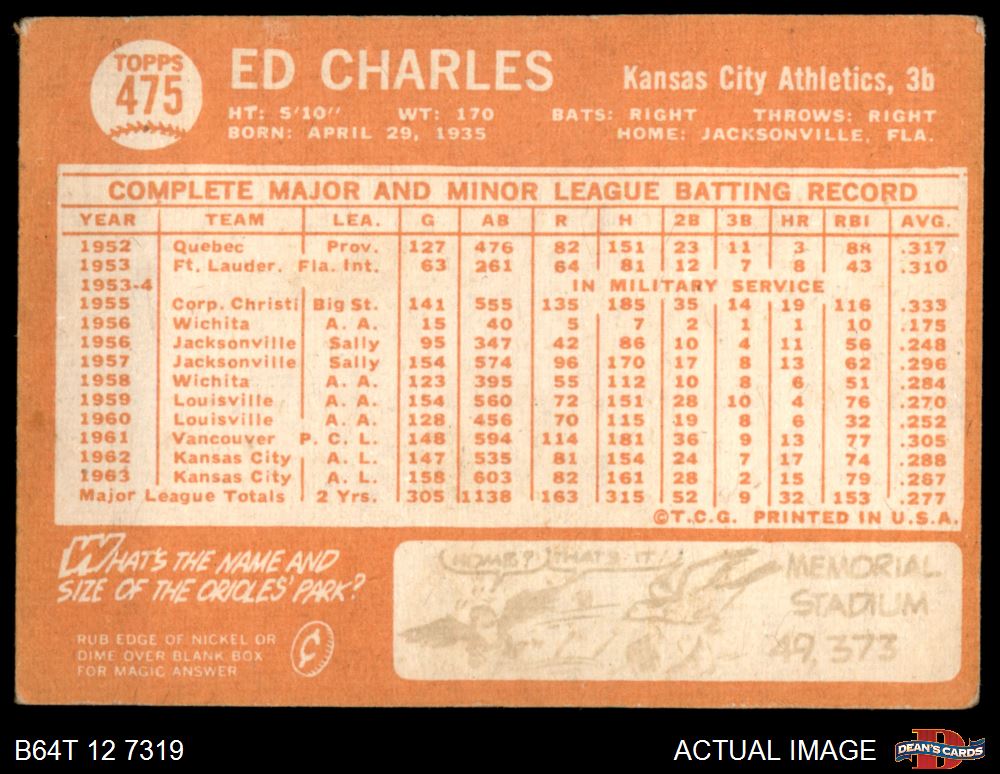 TOPPS
475
ED CHARLES
Kansas City Athletics, 3b
HT: 5'10" WT: 170 BATS: RIGHT THROWS: RIGHT
BORN: APRIL 29, 1935 HOME: JACKSONVILLE, FLA.
COMPLETE MAJOR AND MINOR LEAGUE BATTING RECORD
YEAR TEAM LEA. G AB R H 2B 3B HR RBI AVG.
1952 Quebec Prov. 127 476 82 151 23 11 3 88 .317
1953 Ft. Lauder. Fla. Int. 63 261 64 81 12 7 8 43 .310
1953-4 IN MILITARY SERVICE
1955 Corp. Christi Big St. 141 555 135 185 35 14 19 116 .333
1956 Wichita A. A. 15 40 5 7 2 1 1 10 .175
1956 Jacksonville Sally 95 347 42 86 10 4 11 56 .248
1957 Jacksonville Sally 154 574 96 170 17 8 13 62 .296
1958 Wichita A. A. 123 395 55 112 10 8 6 51 .284
1959 Louisville A. A. 154 560 72 151 28 10 4 76 .270
1960 Louisville A. A. 128 456 70 115 19 8 6 32 .252
1961 Vancouver P. C. L. 148 594 114 181 36 9 13 77 .305
1962 Kansas City A. L. 147 535 81 154 24 7 17 74 .288
1963 Kansas City A. L. 158 603 82 161 28 2 15 79 .267
Major League Totals 2 Yrs. 305 1138 163 315 52 9 32 153 .277
©T.C.G. PRINTED IN U.S.A.
WHAT'S THE NAME AND
SIZE OF THE ORIOLES' PARK?
RUB EDGE OF NICKEL OR
DIME OVER BLANK BOX
FOR MAGIC ANSWER
¢
HOME? THAT'S IT!
MEMORIAL
STADIUM
49,373
B64T 12 7319
ACTUAL IMAGE
D
DEAN'S CARDS